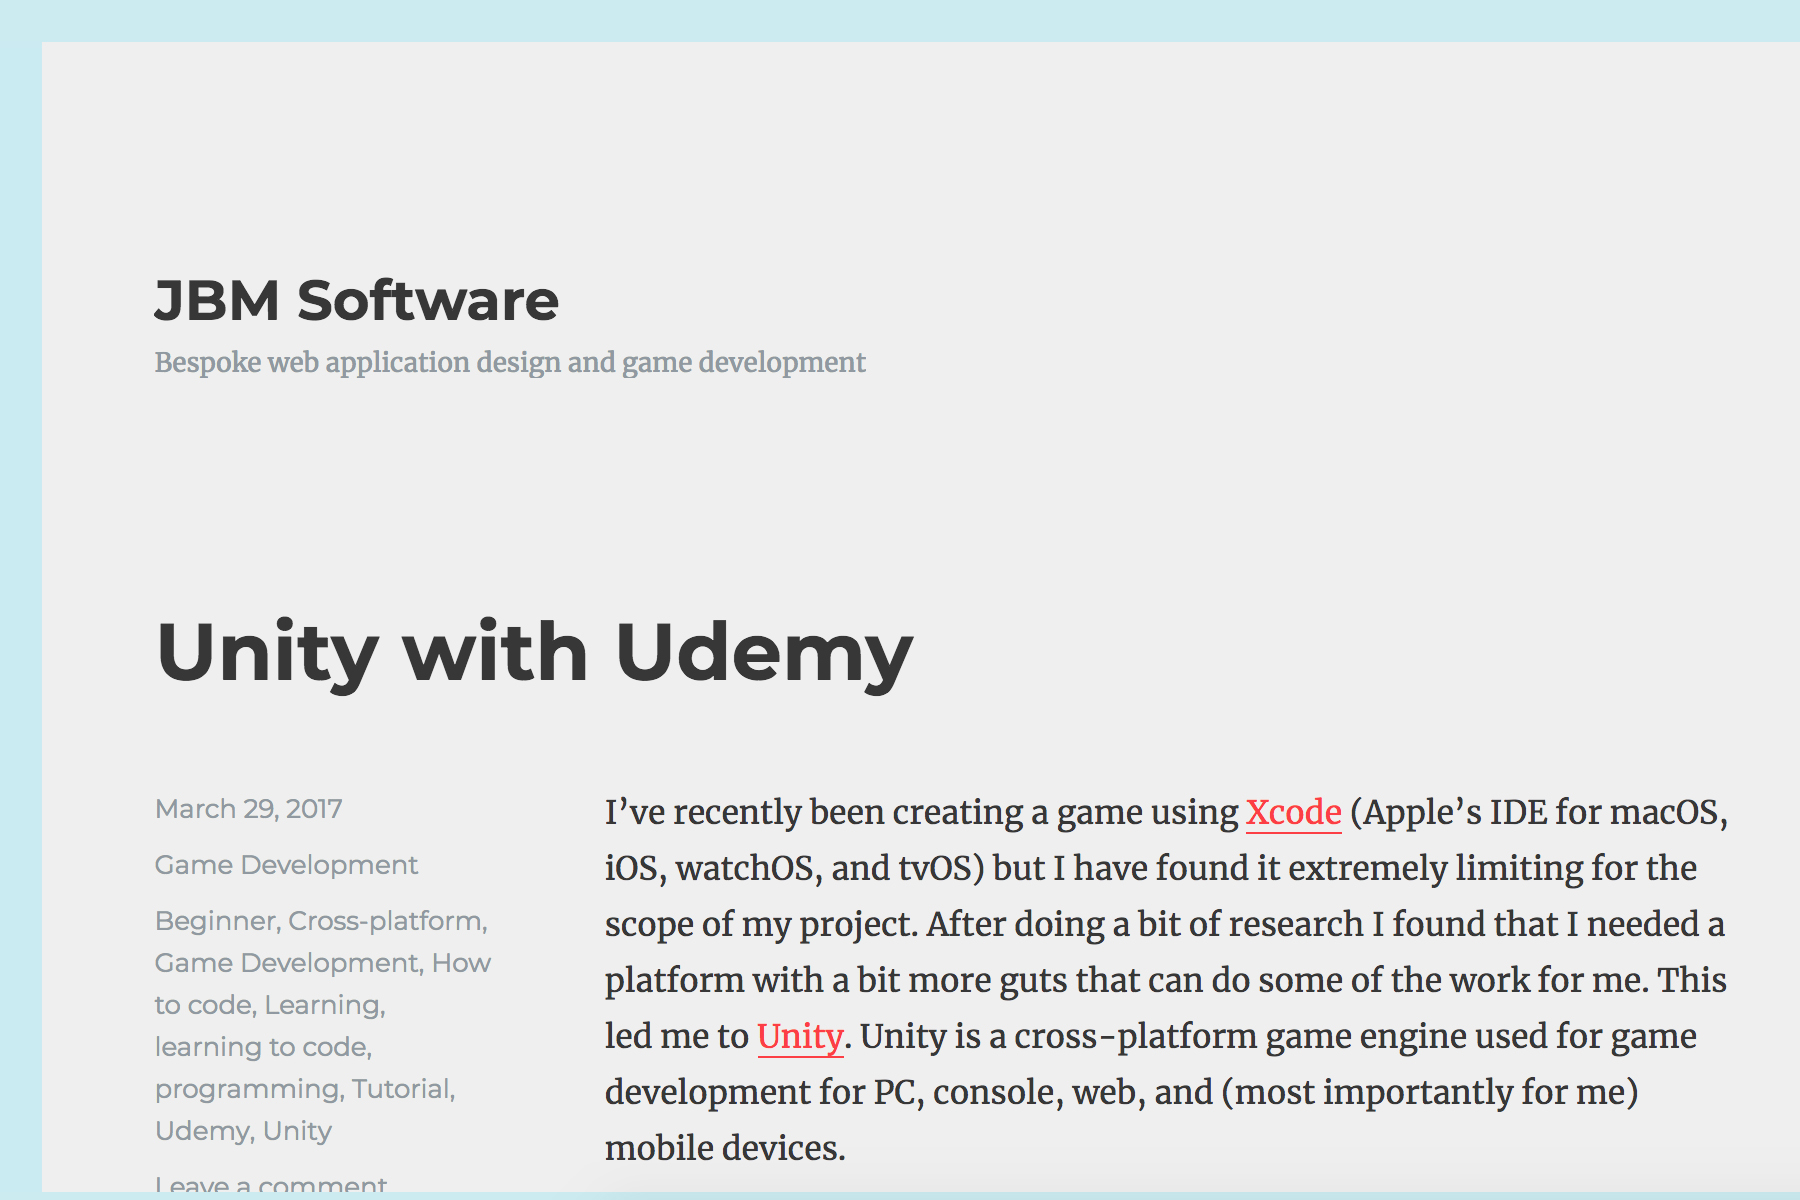 JBM Software
Bespoke web application design and game development
Unity with Udemy
March 29, 2017
Game Development
Beginner, Cross-platform,
Game Development, How
to code, Learning,
learning to code,
programming, Tutorial,
Udemy, Unity
Leave a comment
I’ve recently been creating a game using Xcode (Apple’s IDE for macOS,
iOS, watchOS, and tvOS) but I have found it extremely limiting for the
scope of my project. After doing a bit of research I found that I needed a
platform with a bit more guts that can do some of the work for me. This
led me to Unity. Unity is a cross-platform game engine used for game
development for PC, console, web, and (most importantly for me)
mobile devices.